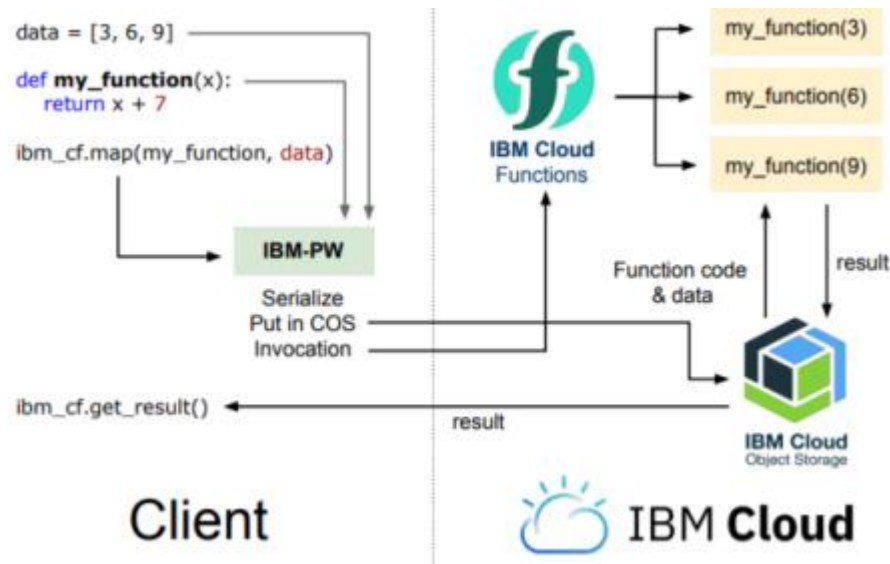 data = [3, 6, 9]
def my_function(x):
return x + 7
ibm_cf.map(my_function, data)
IBM-PW
Serialize
Put in COS
Invocation
ibm_cf.get_result()
result
Client
IBM Cloud
Functions
my_function(3)
my_function(6)
my_function(9)
Function code
& data
result
IBM Cloud
Object Storage
IBM Cloud